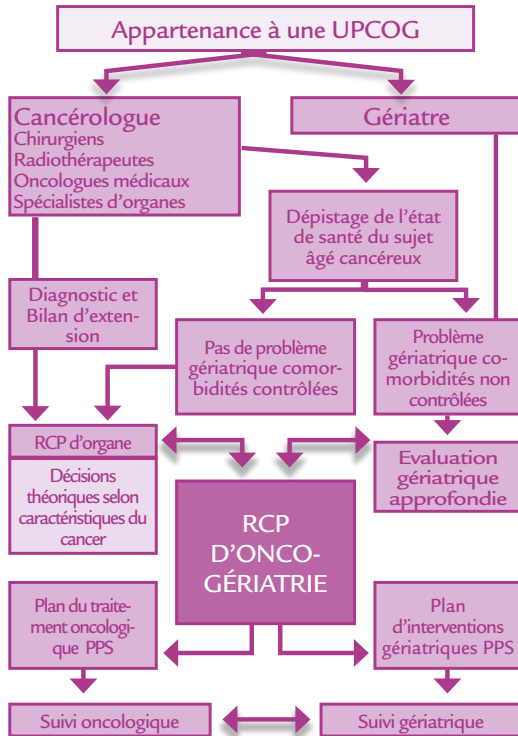 Appartenance à une UPCOG
Cancérologue
Chirurgiens
Radiothérapeutes
Oncologues médicaux
Spécialistes d'organes
Gériatre
Dépistage de l'état
de santé du sujet
âgé cancéreux
Diagnostic et
Bilan d'exten-
sion
Pas de problème
gériatrique comor-
bidités contrôlées
Problème
gériatrique co-
morbidités non
contrôlées
RCP d'organe
Décisions
théoriques selon
caractéristiques du
cancer
Evaluation
gériatrique
approfondie
RCP
D'ONCO-
GÉRIATRIE
Plan du traite-
ment oncolog-
ique PPS
Plan
d'interventions
gériatriques PPS
Suivi oncologique
Suivi gériatrique